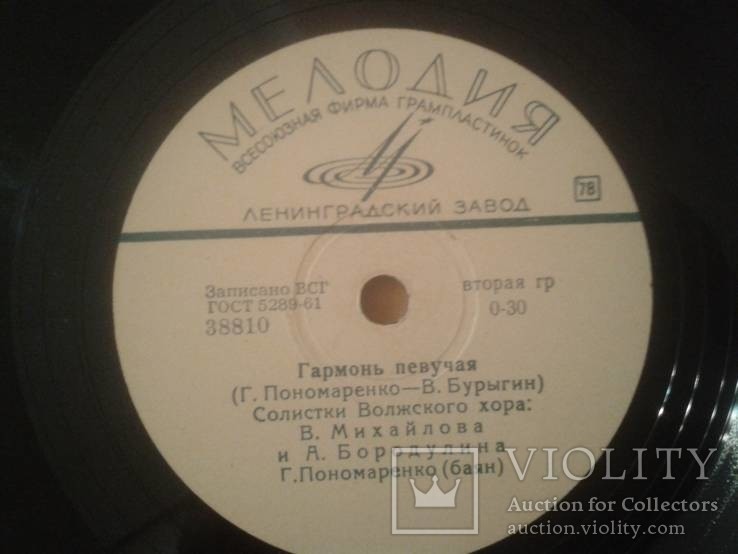 МЕЛОДИЯ
ВСЕСОЮЗНАЯ ФИРМА ГРАМПЛАСТИНОК
78
ЛЕНИНГРАДСКИЙ ЗАВОД
Записано ВСГ
ГОСТ 5289-61
38810
вторая гр
0-30
Гармонь певучая
(Г. Пономаренко—В. Бурыгин)
Солистки Волжского хора:
В. Михайлова
и А. Бородулина
Г. Пономаренко (баян)
VIOLITY
Auction for Collectors
auction.violity.com